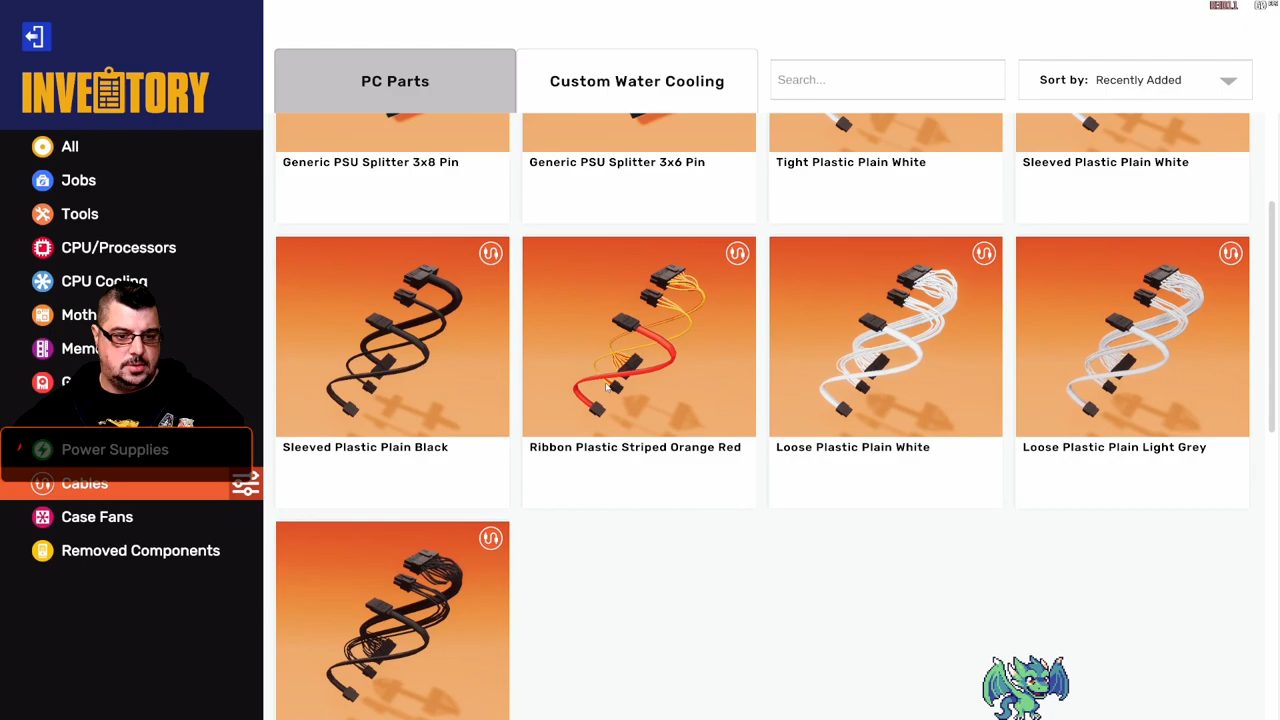 INVENTORY
PC Parts
Custom Water Cooling
Search...
Sort by: Recently Added
All
Jobs
Tools
CPU/Processors
CPU Cooling
Moth
Mem
G
Power Supplies
Cables
Case Fans
Removed Components
Generic PSU Splitter 3x8 Pin
Generic PSU Splitter 3x6 Pin
Tight Plastic Plain White
Sleeved Plastic Plain White
Sleeved Plastic Plain Black
Ribbon Plastic Striped Orange Red
Loose Plastic Plain White
Loose Plastic Plain Light Grey